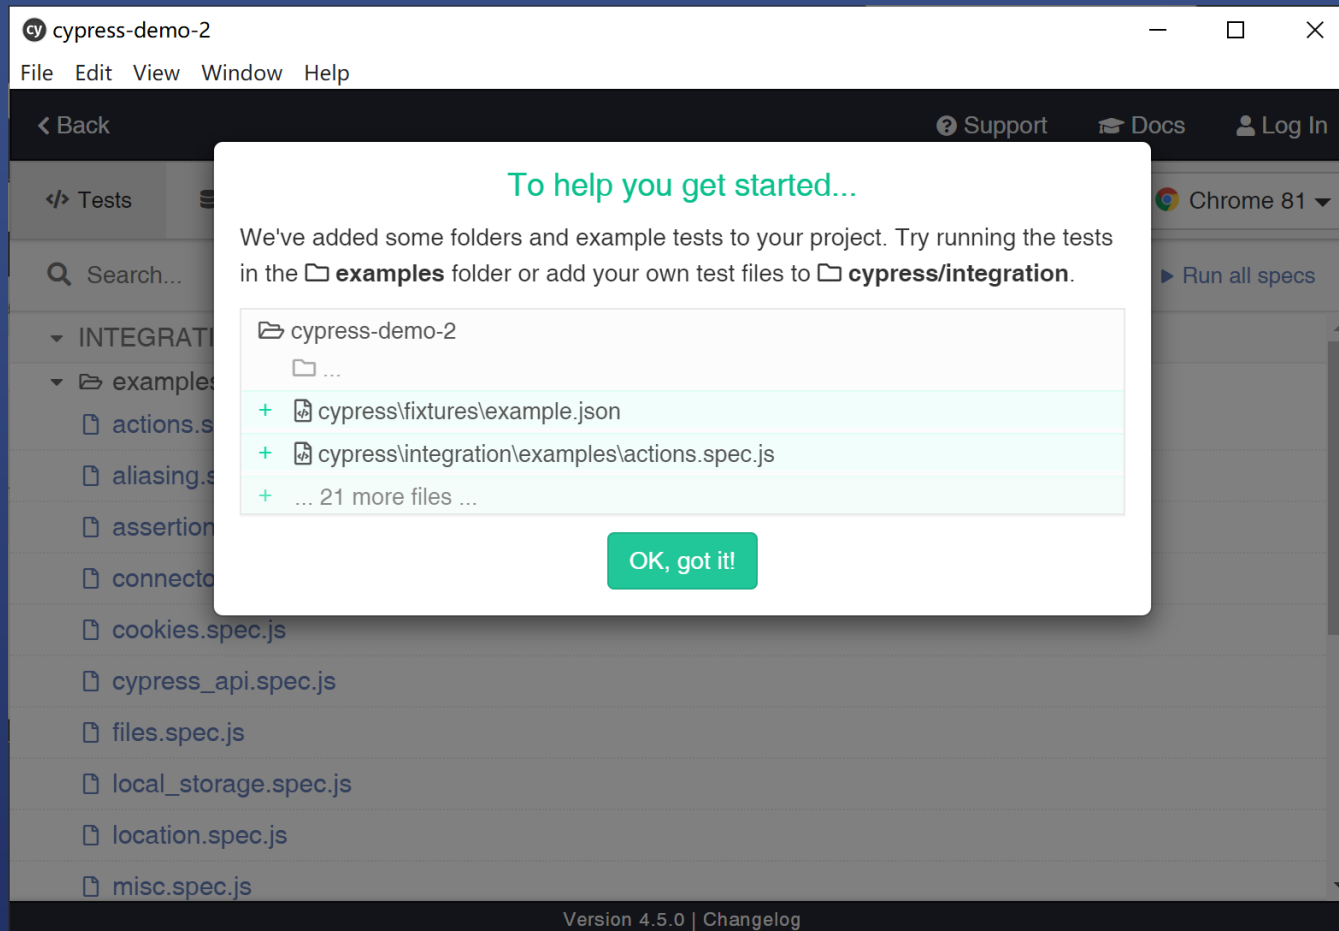 cy cypress-demo-2
File Edit View Window Help
Back
Support Docs Log In
Tests
Chrome 81
Search...
Run all specs
To help you get started...
We've added some folders and example tests to your project. Try running the tests
in the examples folder or add your own test files to cypress/integration.
cypress-demo-2
...
+ cypress\fixtures\example.json
+ cypress\integration\examples\actions.spec.js
+ ... 21 more files ...
OK, got it!
INTEGRATI
examples
actions.s
aliasing.s
assertion
connecto
cookies.spec.js
cypress_api.spec.js
files.spec.js
local_storage.spec.js
location.spec.js
misc.spec.js
Version 4.5.0 | Changelog